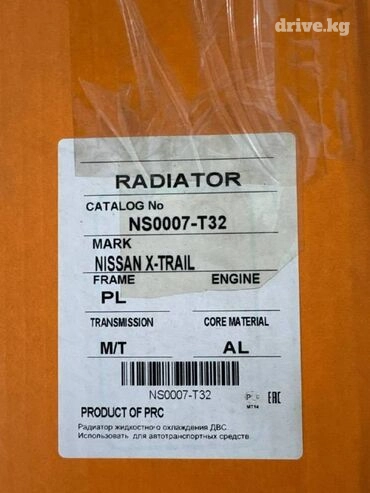 drive.kg
RADIATOR
CATALOG No
NS0007-T32
MARK
NISSAN X-TRAIL
FRAME ENGINE
PL
TRANSMISSION CORE MATERIAL
M/T AL
NS0007-T32
EAC
PRODUCT OF PRC
Радиатор жидкостного охлаждения ДВС.
Использовать для автотранспортных средств.